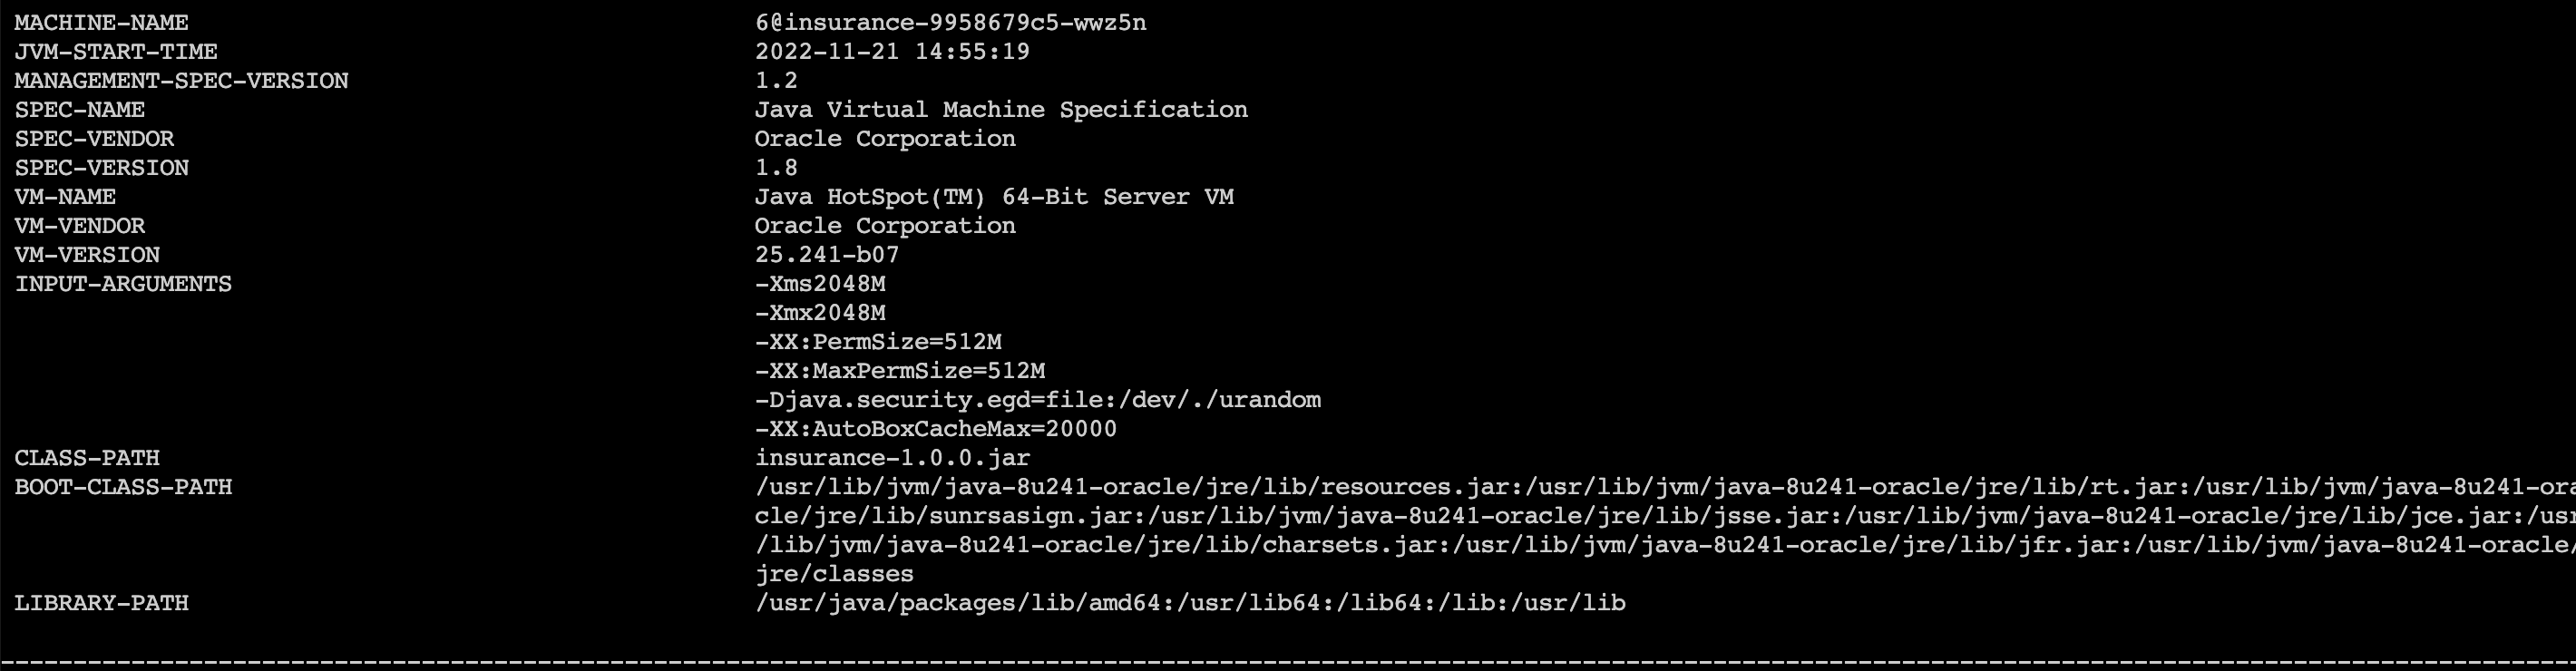 MACHINE-NAME 6@insurance-9958679c5-wwz5n
JVM-START-TIME 2022-11-21 14:55:19
MANAGEMENT-SPEC-VERSION 1.2
SPEC-NAME Java Virtual Machine Specification
SPEC-VENDOR Oracle Corporation
SPEC-VERSION 1.8
VM-NAME Java HotSpot(TM) 64-Bit Server VM
VM-VENDOR Oracle Corporation
VM-VERSION 25.241-b07
INPUT-ARGUMENTS -Xms2048M
-Xmx2048M
-XX:PermSize=512M
-XX:MaxPermSize=512M
-Djava.security.egd=file:/dev/./urandom
-XX:AutoBoxCacheMax=20000
CLASS-PATH insurance-1.0.0.jar
BOOT-CLASS-PATH /usr/lib/jvm/java-8u241-oracle/jre/lib/resources.jar:/usr/lib/jvm/java-8u241-oracle/jre/lib/rt.jar:/usr/lib/jvm/java-8u241-ora
cle/jre/lib/sunrsasign.jar:/usr/lib/jvm/java-8u241-oracle/jre/lib/jsse.jar:/usr/lib/jvm/java-8u241-oracle/jre/lib/jce.jar:/usr
/lib/jvm/java-8u241-oracle/jre/lib/charsets.jar:/usr/lib/jvm/java-8u241-oracle/jre/lib/jfr.jar:/usr/lib/jvm/java-8u241-oracle/
jre/classes
LIBRARY-PATH /usr/java/packages/lib/amd64:/usr/lib64:/lib64:/lib:/usr/lib